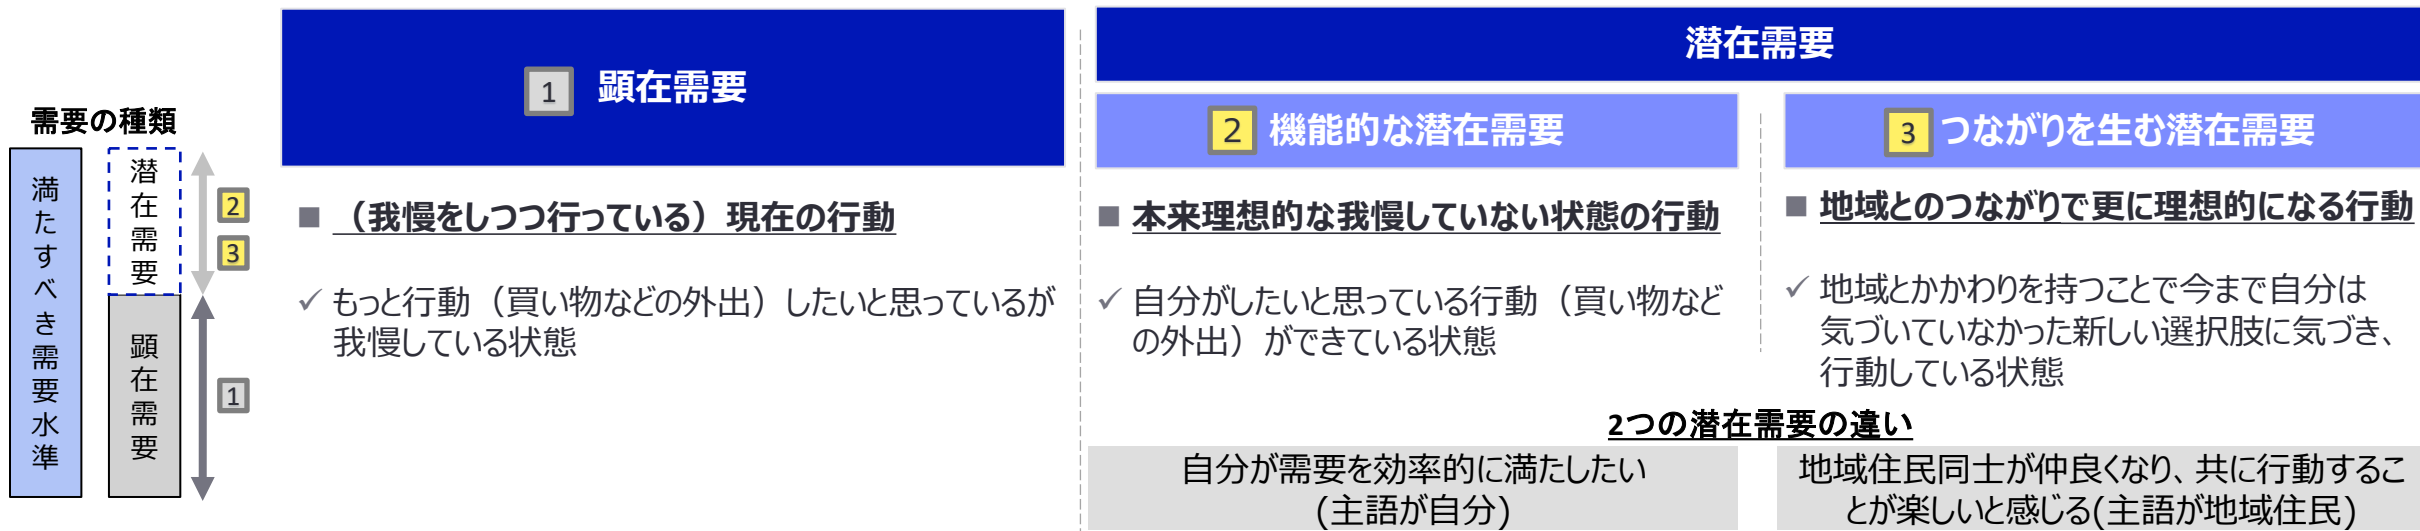 需要の種類
満たすべき需要水準
潜在需要
顕在需要
2
3
1
1 顕在需要
■ （我慢をしつつ行っている）現在の行動
✓ もっと行動（買い物などの外出）したいと思っているが
我慢している状態
潜在需要
2 機能的な潜在需要
■ 本来理想的な我慢していない状態の行動
✓ 自分がしたいと思っている行動（買い物など
の外出）ができている状態
3 つながりを生む潜在需要
■ 地域とのつながりで更に理想的になる行動
✓ 地域とかかわりを持つことで今まで自分は
気づいていなかった新しい選択肢に気づき、
行動している状態
2つの潜在需要の違い
自分が需要を効率的に満たしたい
(主語が自分)
地域住民同士が仲良くなり、共に行動するこ
とが楽しいと感じる(主語が地域住民)